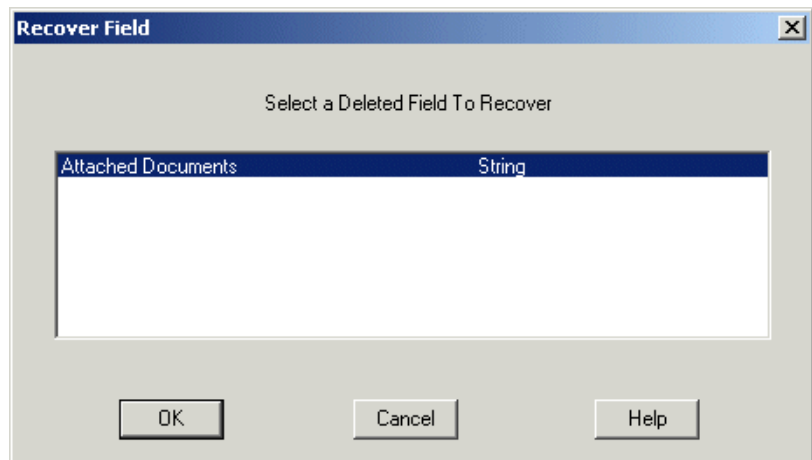 Recover Field
Select a Deleted Field To Recover
Attached Documents String
OK Cancel Help